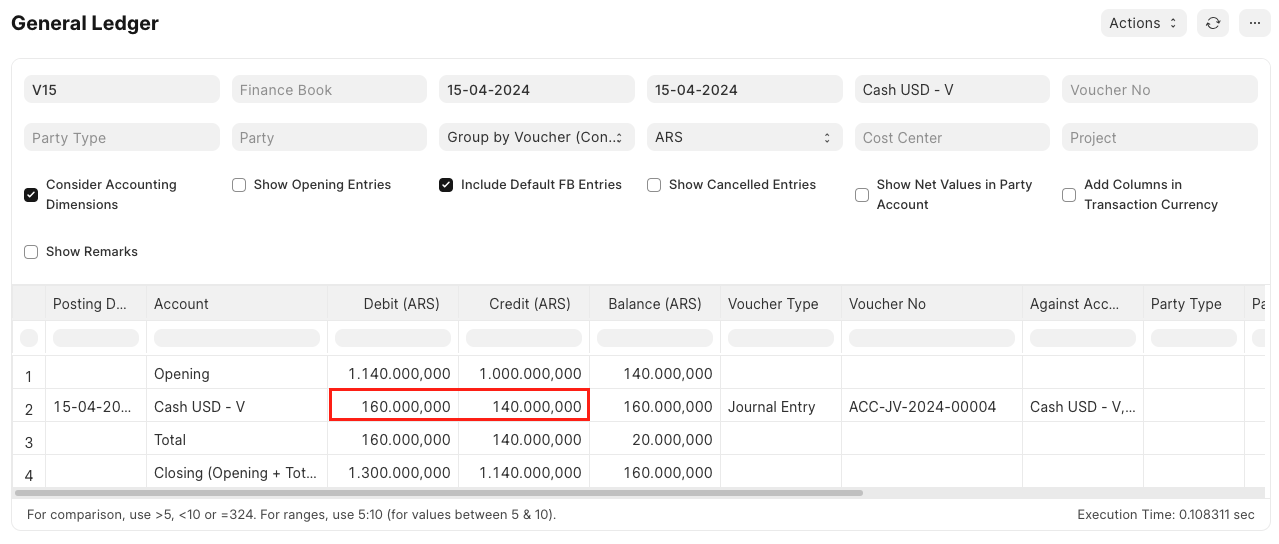 General Ledger
Actions
V15 Finance Book 15-04-2024 15-04-2024 Cash USD - V Voucher No
Party Type Party Group by Voucher (Con... ARS Cost Center Project
Consider Accounting Dimensions Show Opening Entries Include Default FB Entries Show Cancelled Entries Show Net Values in Party Account Add Columns in Transaction Currency
Show Remarks
Posting D... Account Debit (ARS) Credit (ARS) Balance (ARS) Voucher Type Voucher No Against Acc... Party Type Pa
1 Opening 1.140.000,000 1.000.000,000 140.000,000
2 15-04-20... Cash USD - V 160.000,000 140.000,000 160.000,000 Journal Entry ACC-JV-2024-00004 Cash USD - V,...
3 Total 160.000,000 140.000,000 20.000,000
4 Closing (Opening + Tot... 1.300.000,000 1.140.000,000 160.000,000
For comparison, use >5, <10 or =324. For ranges, use 5:10 (for values between 5 & 10). Execution Time: 0.108311 sec